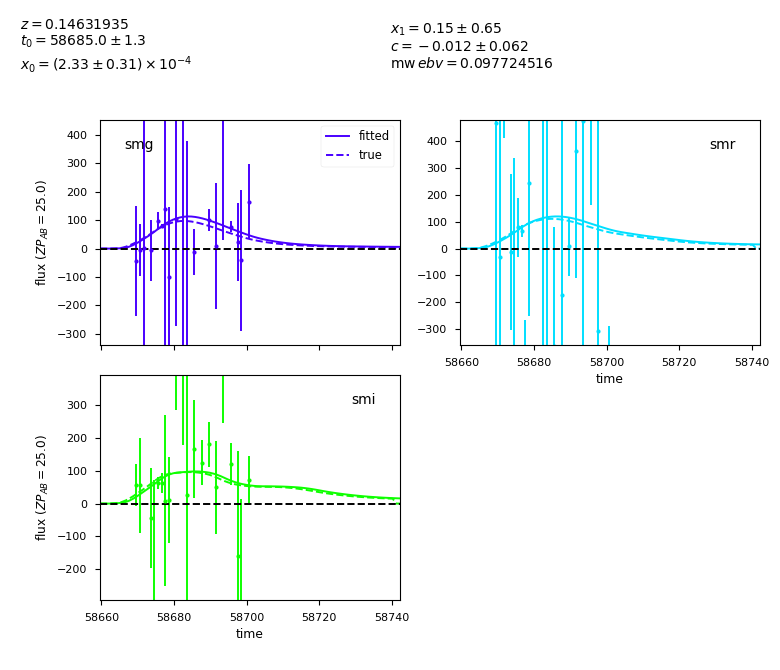 z = 0.14631935
t₀ = 58685.0 ± 1.3
x₀ = (2.33 ± 0.31) × 10⁻⁴
x₁ = 0.15 ± 0.65
c = −0.012 ± 0.062
mw ebv = 0.097724516
smg
fitted
true
400
300
200
100
0
−100
−200
−300
flux (ZP_AB = 25.0)
smr
400
300
200
100
0
−100
−200
−300
58660 58680 58700 58720 58740
time
smi
300
200
100
0
−100
−200
flux (ZP_AB = 25.0)
58660 58680 58700 58720 58740
time